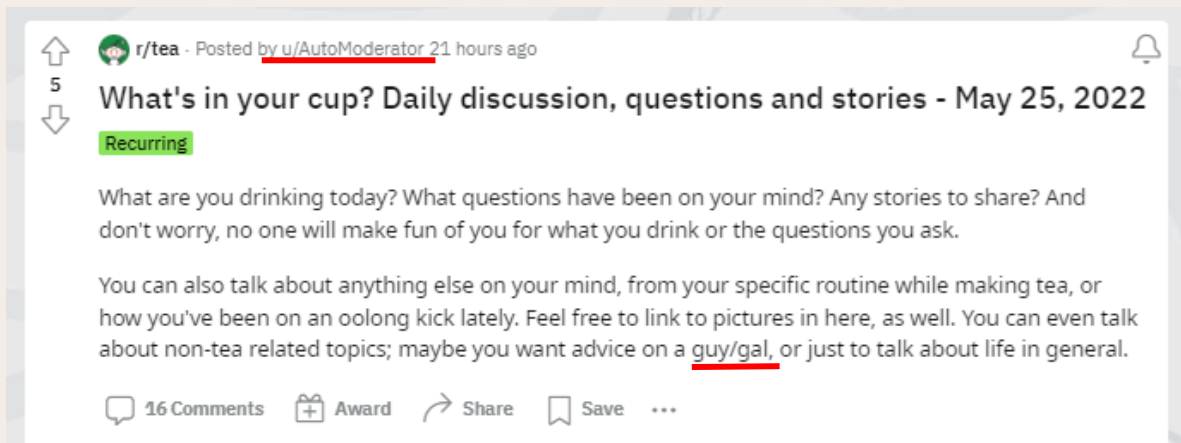 r/tea · Posted by u/AutoModerator 21 hours ago
5
What's in your cup? Daily discussion, questions and stories - May 25, 2022
Recurring
What are you drinking today? What questions have been on your mind? Any stories to share? And
don't worry, no one will make fun of you for what you drink or the questions you ask.
You can also talk about anything else on your mind, from your specific routine while making tea, or
how you've been on an oolong kick lately. Feel free to link to pictures in here, as well. You can even talk
about non-tea related topics; maybe you want advice on a guy/gal, or just to talk about life in general.
16 Comments Award Share Save ...